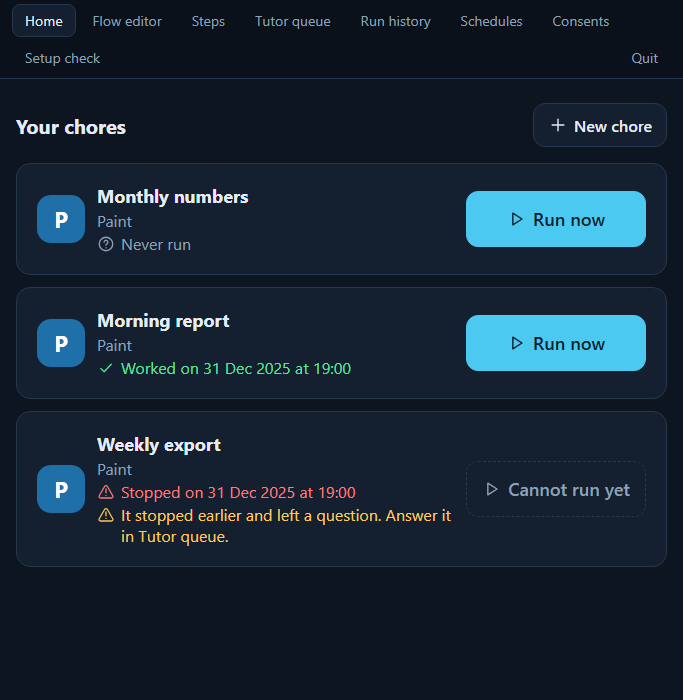 Home Flow editor Steps Tutor queue Run history Schedules Consents
Setup check Quit
Your chores
New chore
P
Monthly numbers
Paint
Never run
Run now
P
Morning report
Paint
Worked on 31 Dec 2025 at 19:00
Run now
P
Weekly export
Paint
Stopped on 31 Dec 2025 at 19:00
It stopped earlier and left a question. Answer it
in Tutor queue.
Cannot run yet